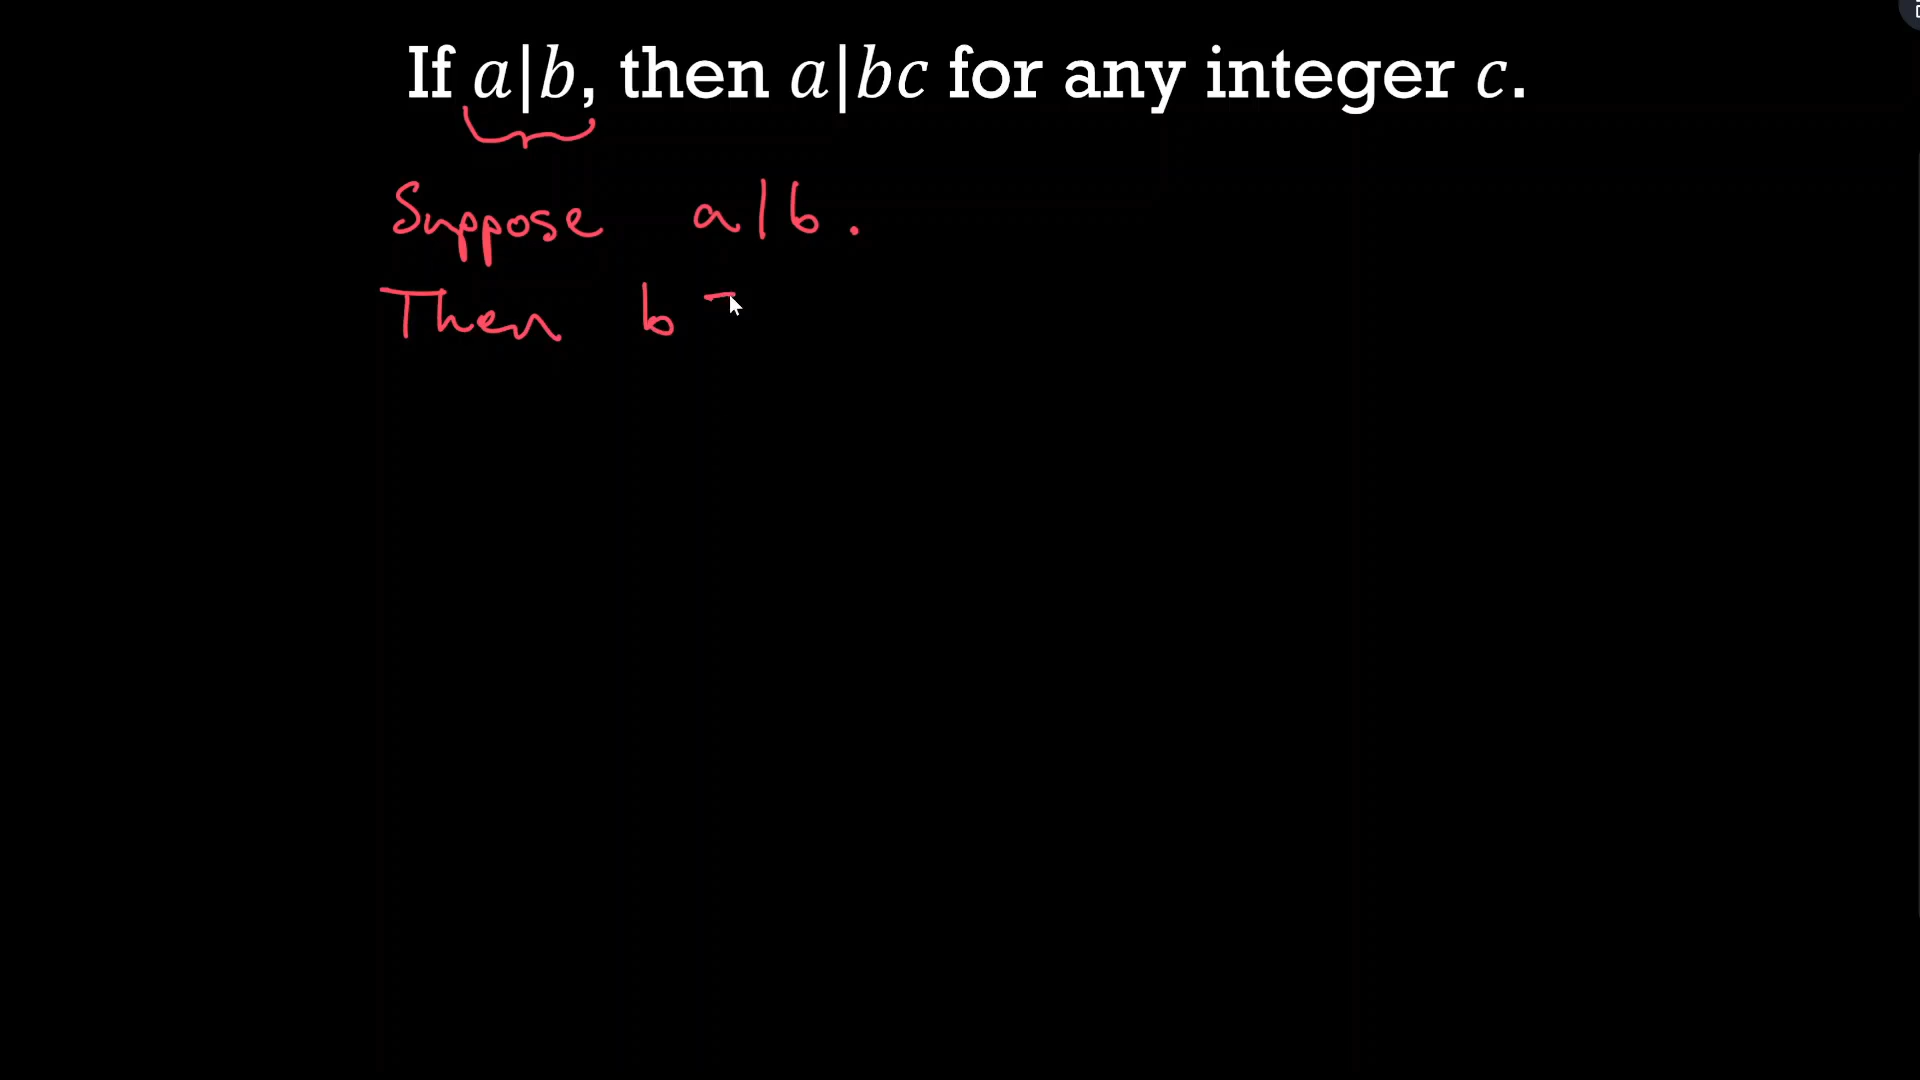 If a|b, then a|bc for any integer c.
Suppose a|b.
Then b